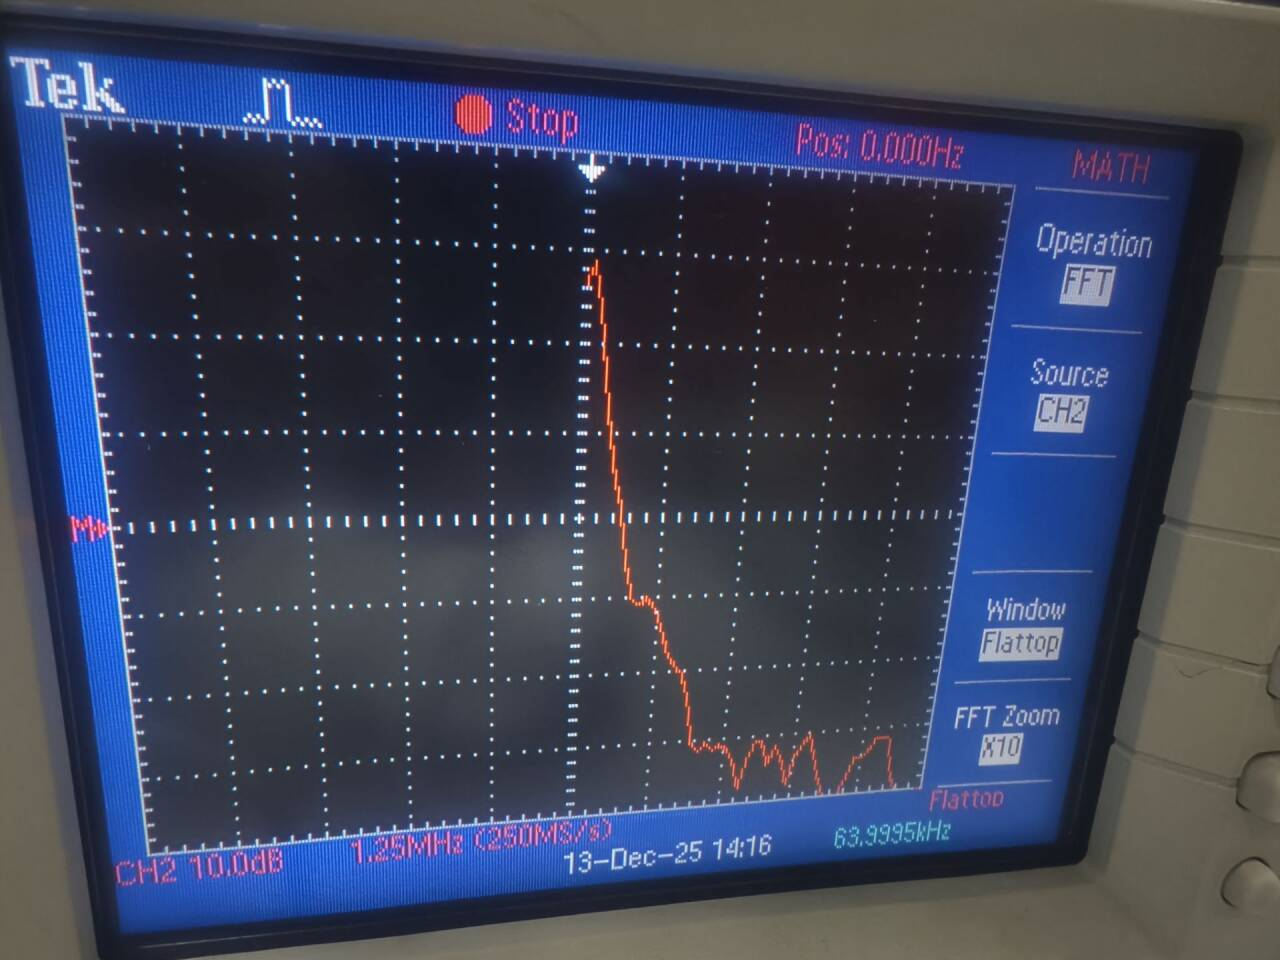 Tek
Stop
Pos: 0.000Hz
MATH
Operation
FFT
Source
CH2
M
Window
Flattop
FFT Zoom
X10
Flattop
CH2 10.0dB
1.25MHz (250MS/s)
13-Dec-25 14:16
63.9995kHz